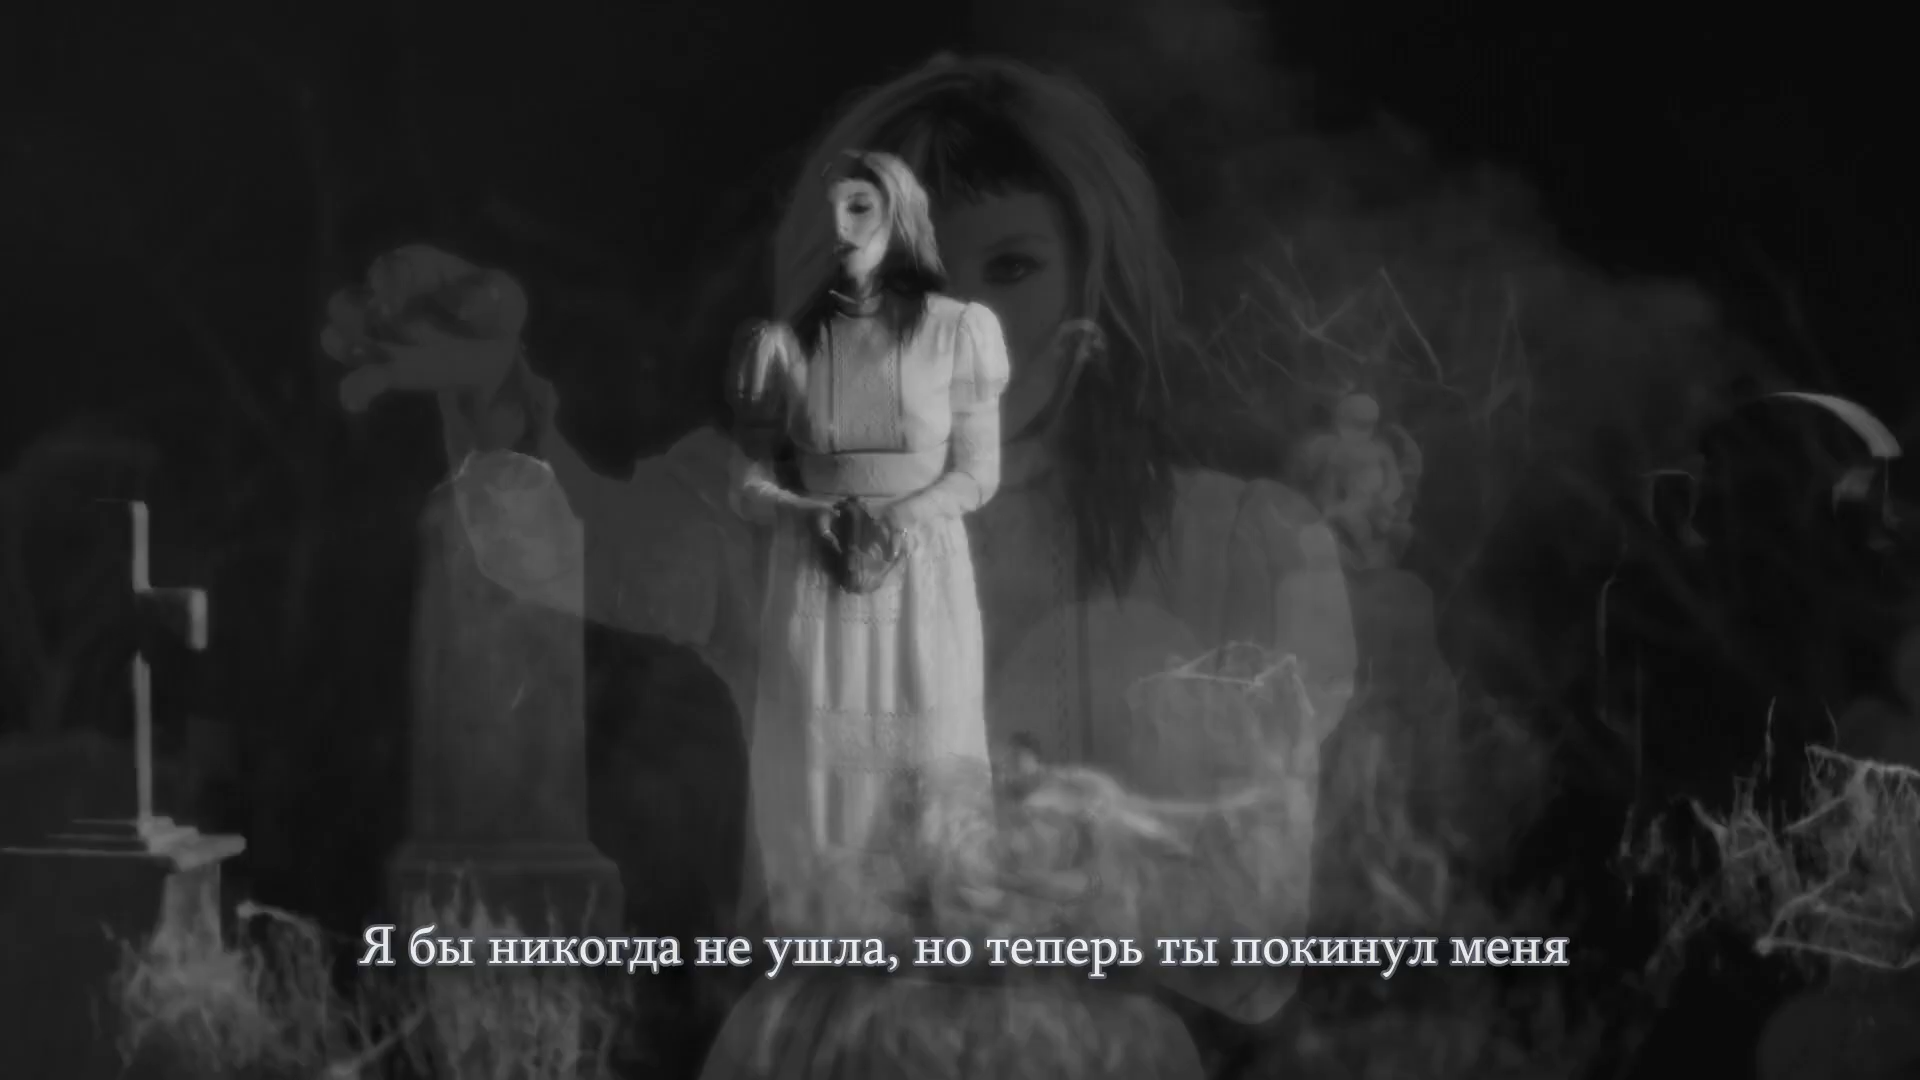 Я бы никогда не ушла, но теперь ты покинул меня